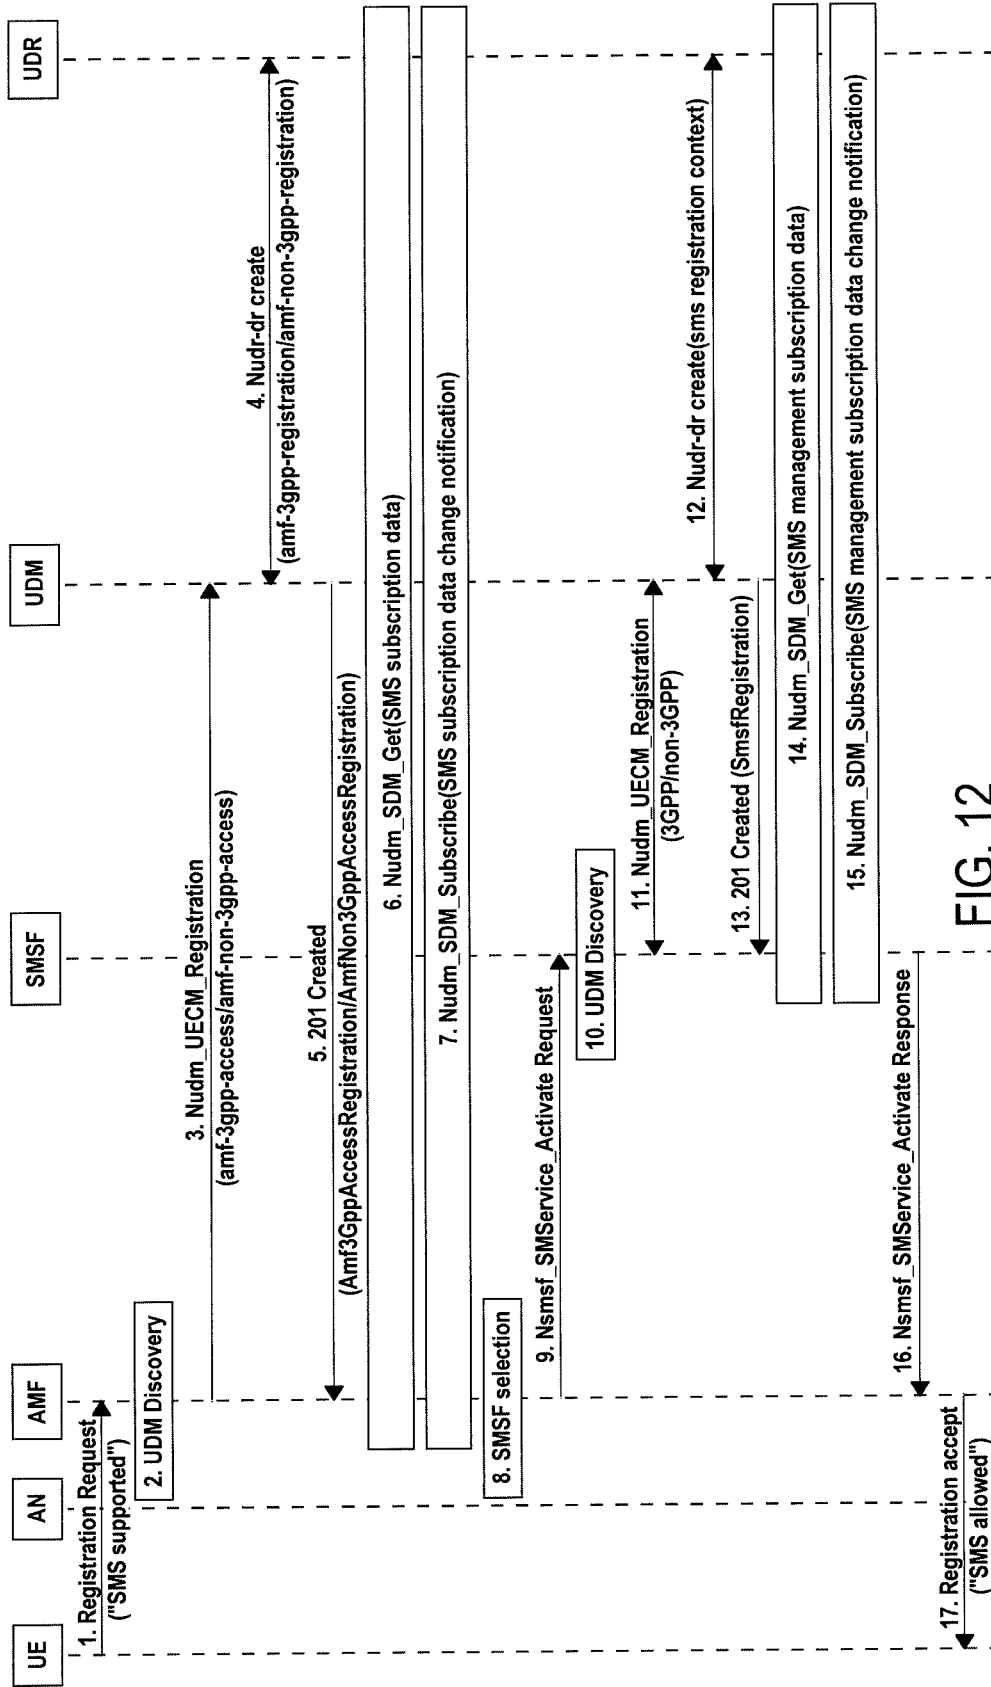 UE
AN
AMF
SMSF
UDM
UDR
1. Registration Request
("SMS supported")
2. UDM Discovery
3. Nudm_UECM_Registration
(amf-3gpp-access/amf-non-3gpp-access)
4. Nudr-dr create
(amf-3gpp-registration/amf-non-3gpp-registration)
5. 201 Created
(Amf3GppAccessRegistration/AmfNon3GppAccessRegistration)
6. Nudm_SDM_Get(SMS subscription data)
7. Nudm_SDM_Subscribe(SMS subscription data change notification)
8. SMSF selection
9. Nsmsf_SMService_Activate Request
10. UDM Discovery
11. Nudm_UECM_Registration
(3GPP/non-3GPP)
12. Nudr-dr create(sms registration context)
13. 201 Created (SmsfRegistration)
14. Nudm_SDM_Get(SMS management subscription data)
15. Nudm_SDM_Subscribe(SMS management subscription data change notification)
16. Nsmsf_SMService_Activate Response
17. Registration accept
("SMS allowed")
FIG. 12